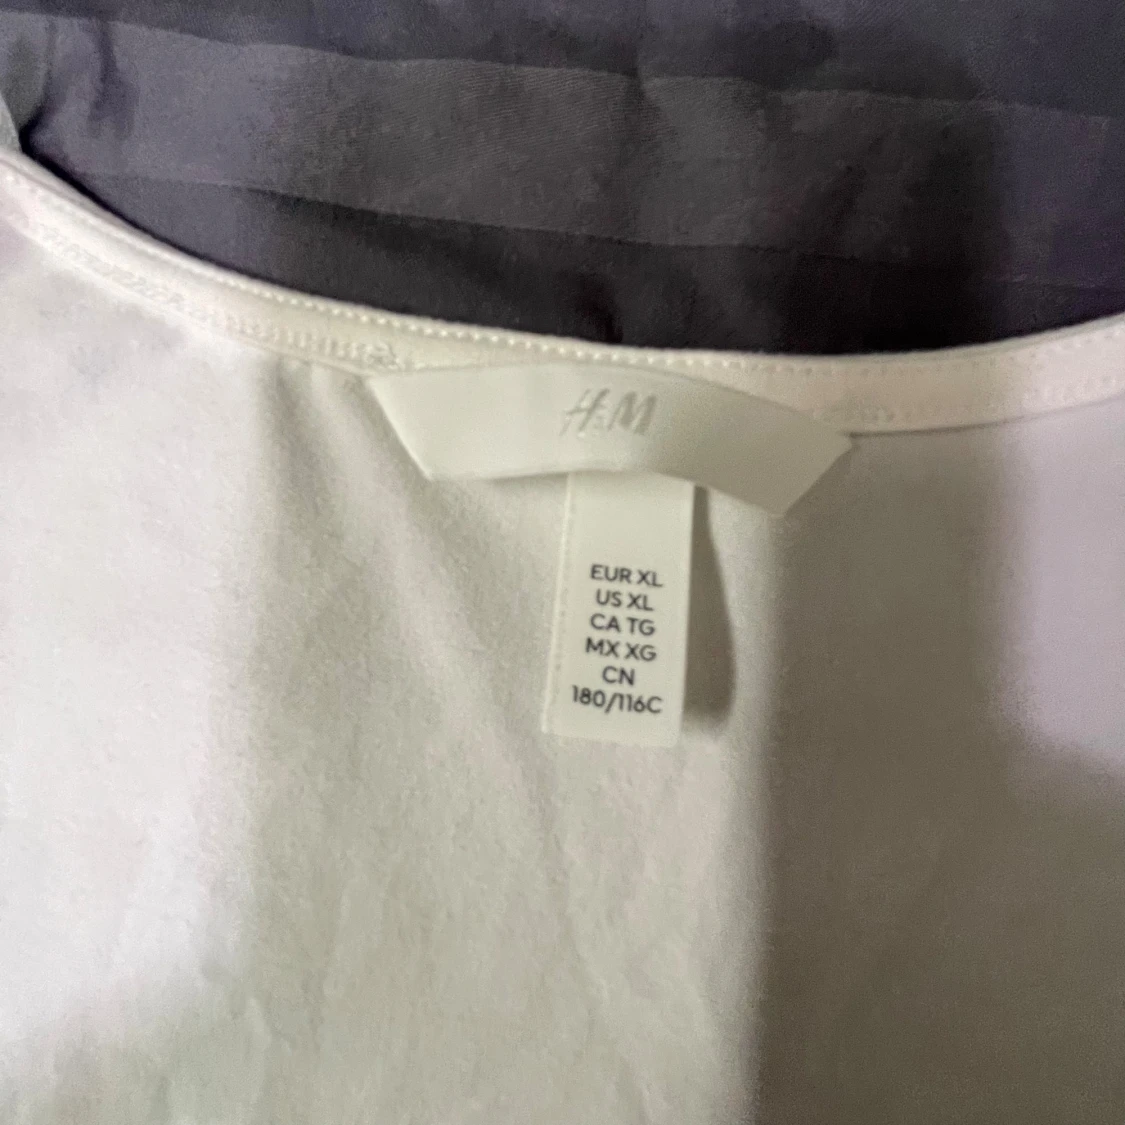 H&M
EUR XL
US XL
CA TG
MX XG
CN
180/116C